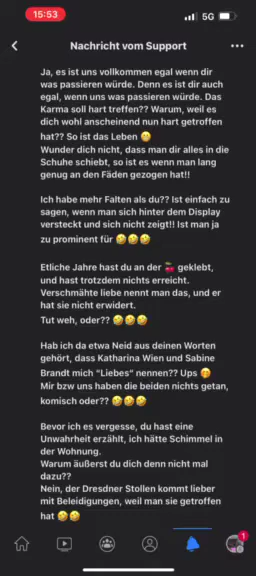 15:53
5G
Nachricht vom Support
Ja, es ist uns vollkommen egal wenn dir
was passieren würde. Denn es ist dir auch
egal, wenn uns was passieren würde. Das
Karma soll hart treffen?? Warum, weil es
dich wohl anscheinend nun hart getroffen
hat?? So ist das Leben 🤭
Wunder dich nicht, dass man dir alles in die
Schuhe schiebt, so ist es wenn man lang
genug an den Fäden gezogen hat!!
Ich habe mehr Falten als du?? Ist einfach zu
sagen, wenn man sich hinter dem Display
versteckt und sich nicht zeigt!! Ist man ja
zu prominent für 🤣🤣🤣
Etliche Jahre hast du an der 🍒 geklebt,
und hast trotzdem nichts erreicht.
Verschmähte liebe nennt man das, und er
hat sie nicht erwidert.
Tut weh, oder?? 🤣🤣🤣
Hab ich da etwa Neid aus deinen Worten
gehört, dass Katharina Wien und Sabine
Brandt mich "Liebes" nennen?? Ups 🥰
Mir bzw uns haben die beiden nichts getan,
komisch oder?? 🤣🤣🤣
Bevor ich es vergesse, du hast eine
Unwahrheit erzählt, ich hätte Schimmel in
der Wohnung.
Warum äußerst du dich denn nicht mal
dazu??
Nein, der Dresdner Stollen kommt lieber
mit Beleidigungen, weil man sie getroffen
hat 🤣🤣
1